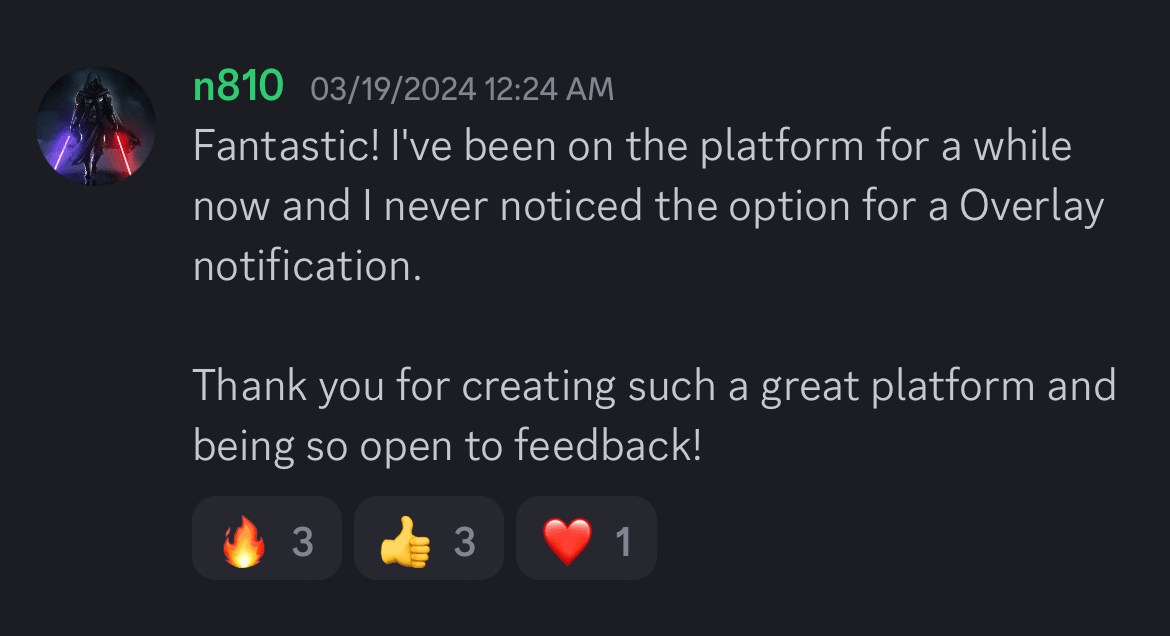 n810 03/19/2024 12:24 AM
Fantastic! I've been on the platform for a while
now and I never noticed the option for a Overlay
notification.
Thank you for creating such a great platform and
being so open to feedback!
🔥 3 👍 3 ❤️ 1